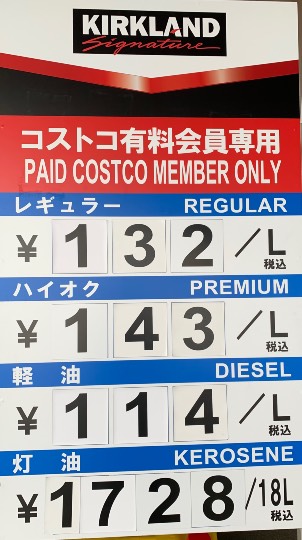 KIRKLAND
Signature
コストコ有料会員専用
PAID COSTCO MEMBER ONLY
レギュラー REGULAR
¥ 132 /L 税込
ハイオク PREMIUM
¥ 143 /L 税込
軽油 DIESEL
¥ 114 /L 税込
灯油 KEROSENE
¥ 1728 /18L 税込